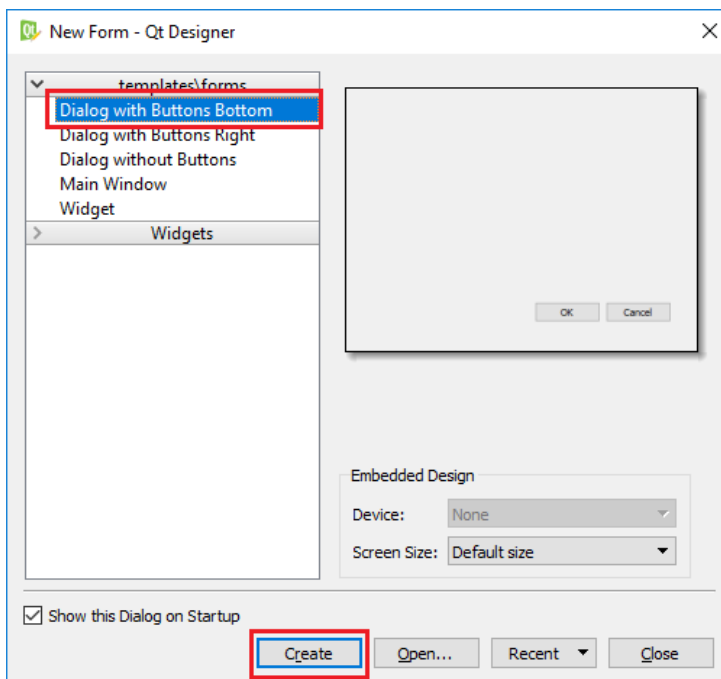 New Form - Qt Designer
templates\forms
Dialog with Buttons Bottom
Dialog with Buttons Right
Dialog without Buttons
Main Window
Widget
Widgets
OK Cancel
Embedded Design
Device: None
Screen Size: Default size
Show this Dialog on Startup
Create Open... Recent Close